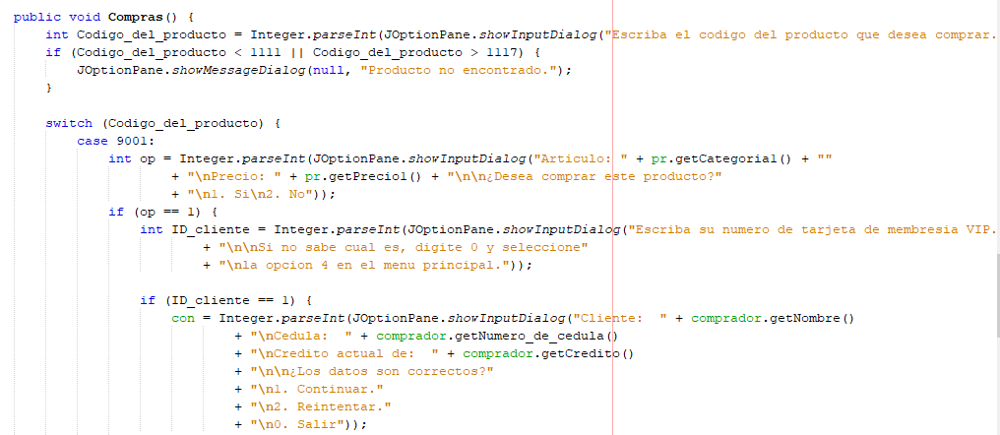 public void Compras() {
int Codigo_del_producto = Integer.parseInt(JOptionPane.showInputDialog("Escriba el codigo del producto que desea comprar.
if (Codigo_del_producto < 1111 || Codigo_del_producto > 1117) {
JOptionPane.showMessageDialog(null, "Producto no encontrado.");
}
switch (Codigo_del_producto) {
case 9001:
int op = Integer.parseInt(JOptionPane.showInputDialog("Articulo: " + pr.getCategoria1() + ""
+ "\nPrecio: " + pr.getPrecio1() + "\n\n¿Desea comprar este producto?"
+ "\n1. Si\n2. No"));
if (op == 1) {
int ID_cliente = Integer.parseInt(JOptionPane.showInputDialog("Escriba su numero de tarjeta de membresia VIP.
+ "\n\nSi no sabe cual es, digite 0 y seleccione"
+ "\nla opcion 4 en el menu principal."));
if (ID_cliente == 1) {
con = Integer.parseInt(JOptionPane.showInputDialog("Cliente:  " + comprador.getNombre()
+ "\nCedula:  " + comprador.getNumero_de_cedula()
+ "\nCredito actual de:  " + comprador.getCredito()
+ "\n\n¿Los datos son correctos?"
+ "\n1. Continuar."
+ "\n2. Reintentar."
+ "\n0. Salir"));